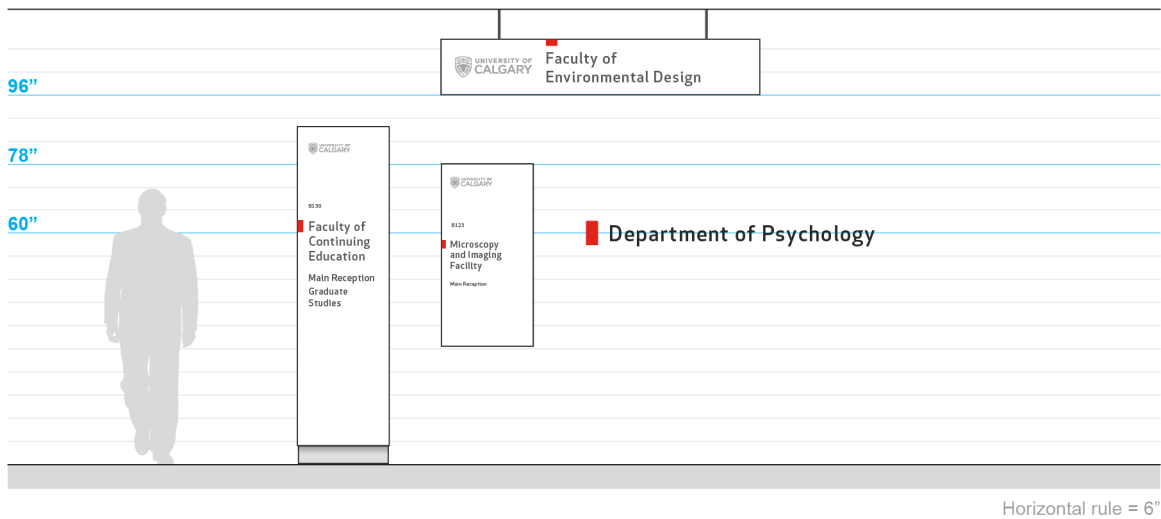 UNIVERSITY OF
CALGARY
Faculty of
Environmental Design
96”
78”
60”
UNIVERSITY OF
CALGARY
B130
Faculty of
Continuing
Education
Main Reception
Graduate
Studies
UNIVERSITY OF
CALGARY
B123
Microscopy
and Imaging
Facility
Main Reception
Department of Psychology
Horizontal rule = 6”